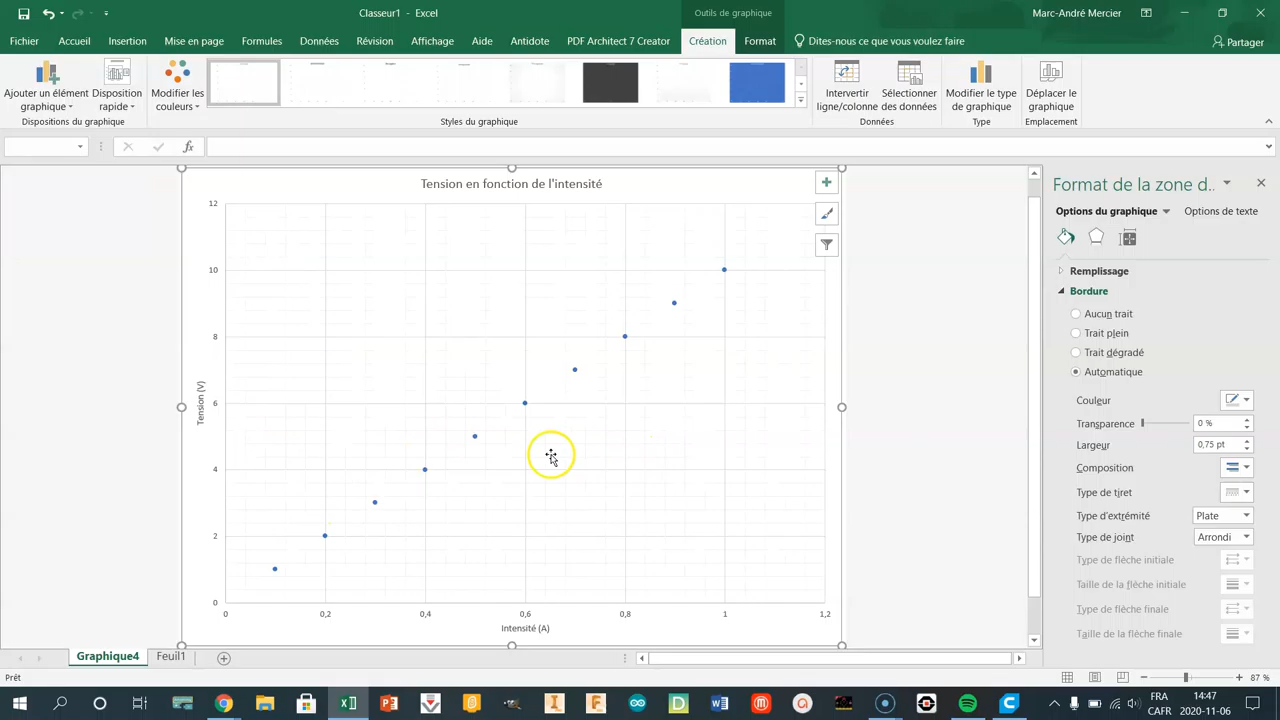 Classeur1 - Excel
Outils de graphique
Marc-André Mercier
Fichier Accueil Insertion Mise en page Formules Données Révision Affichage Aide Antidote PDF Architect 7 Creator Création Format Dites-nous ce que vous voulez faire Partager
Ajouter un élément graphique
Disposition rapide
Modifier les couleurs
Intervertir ligne/colonne
Sélectionner des données
Modifier le type de graphique
Déplacer le graphique
Dispositions du graphique
Styles du graphique
Données
Type
Emplacement
fx
Tension en fonction de l'intensité
12
10
8
6
4
2
0
Tension (V)
0 0,2 0,4 0,6 0,8 1 1,2
Intensité (A)
Format de la zone d..
Options du graphique
Options de texte
Remplissage
Bordure
Aucun trait
Trait plein
Trait dégradé
Automatique
Couleur
Transparence 0 %
Largeur 0,75 pt
Composition
Type de tiret
Type d'extrémité Plate
Type de joint Arrondi
Type de flèche initiale
Taille de la flèche initiale
Type de flèche finale
Taille de la flèche finale
Graphique4 Feuil1
Prêt
87 %
FRA
CAFR
14:47
2020-11-06